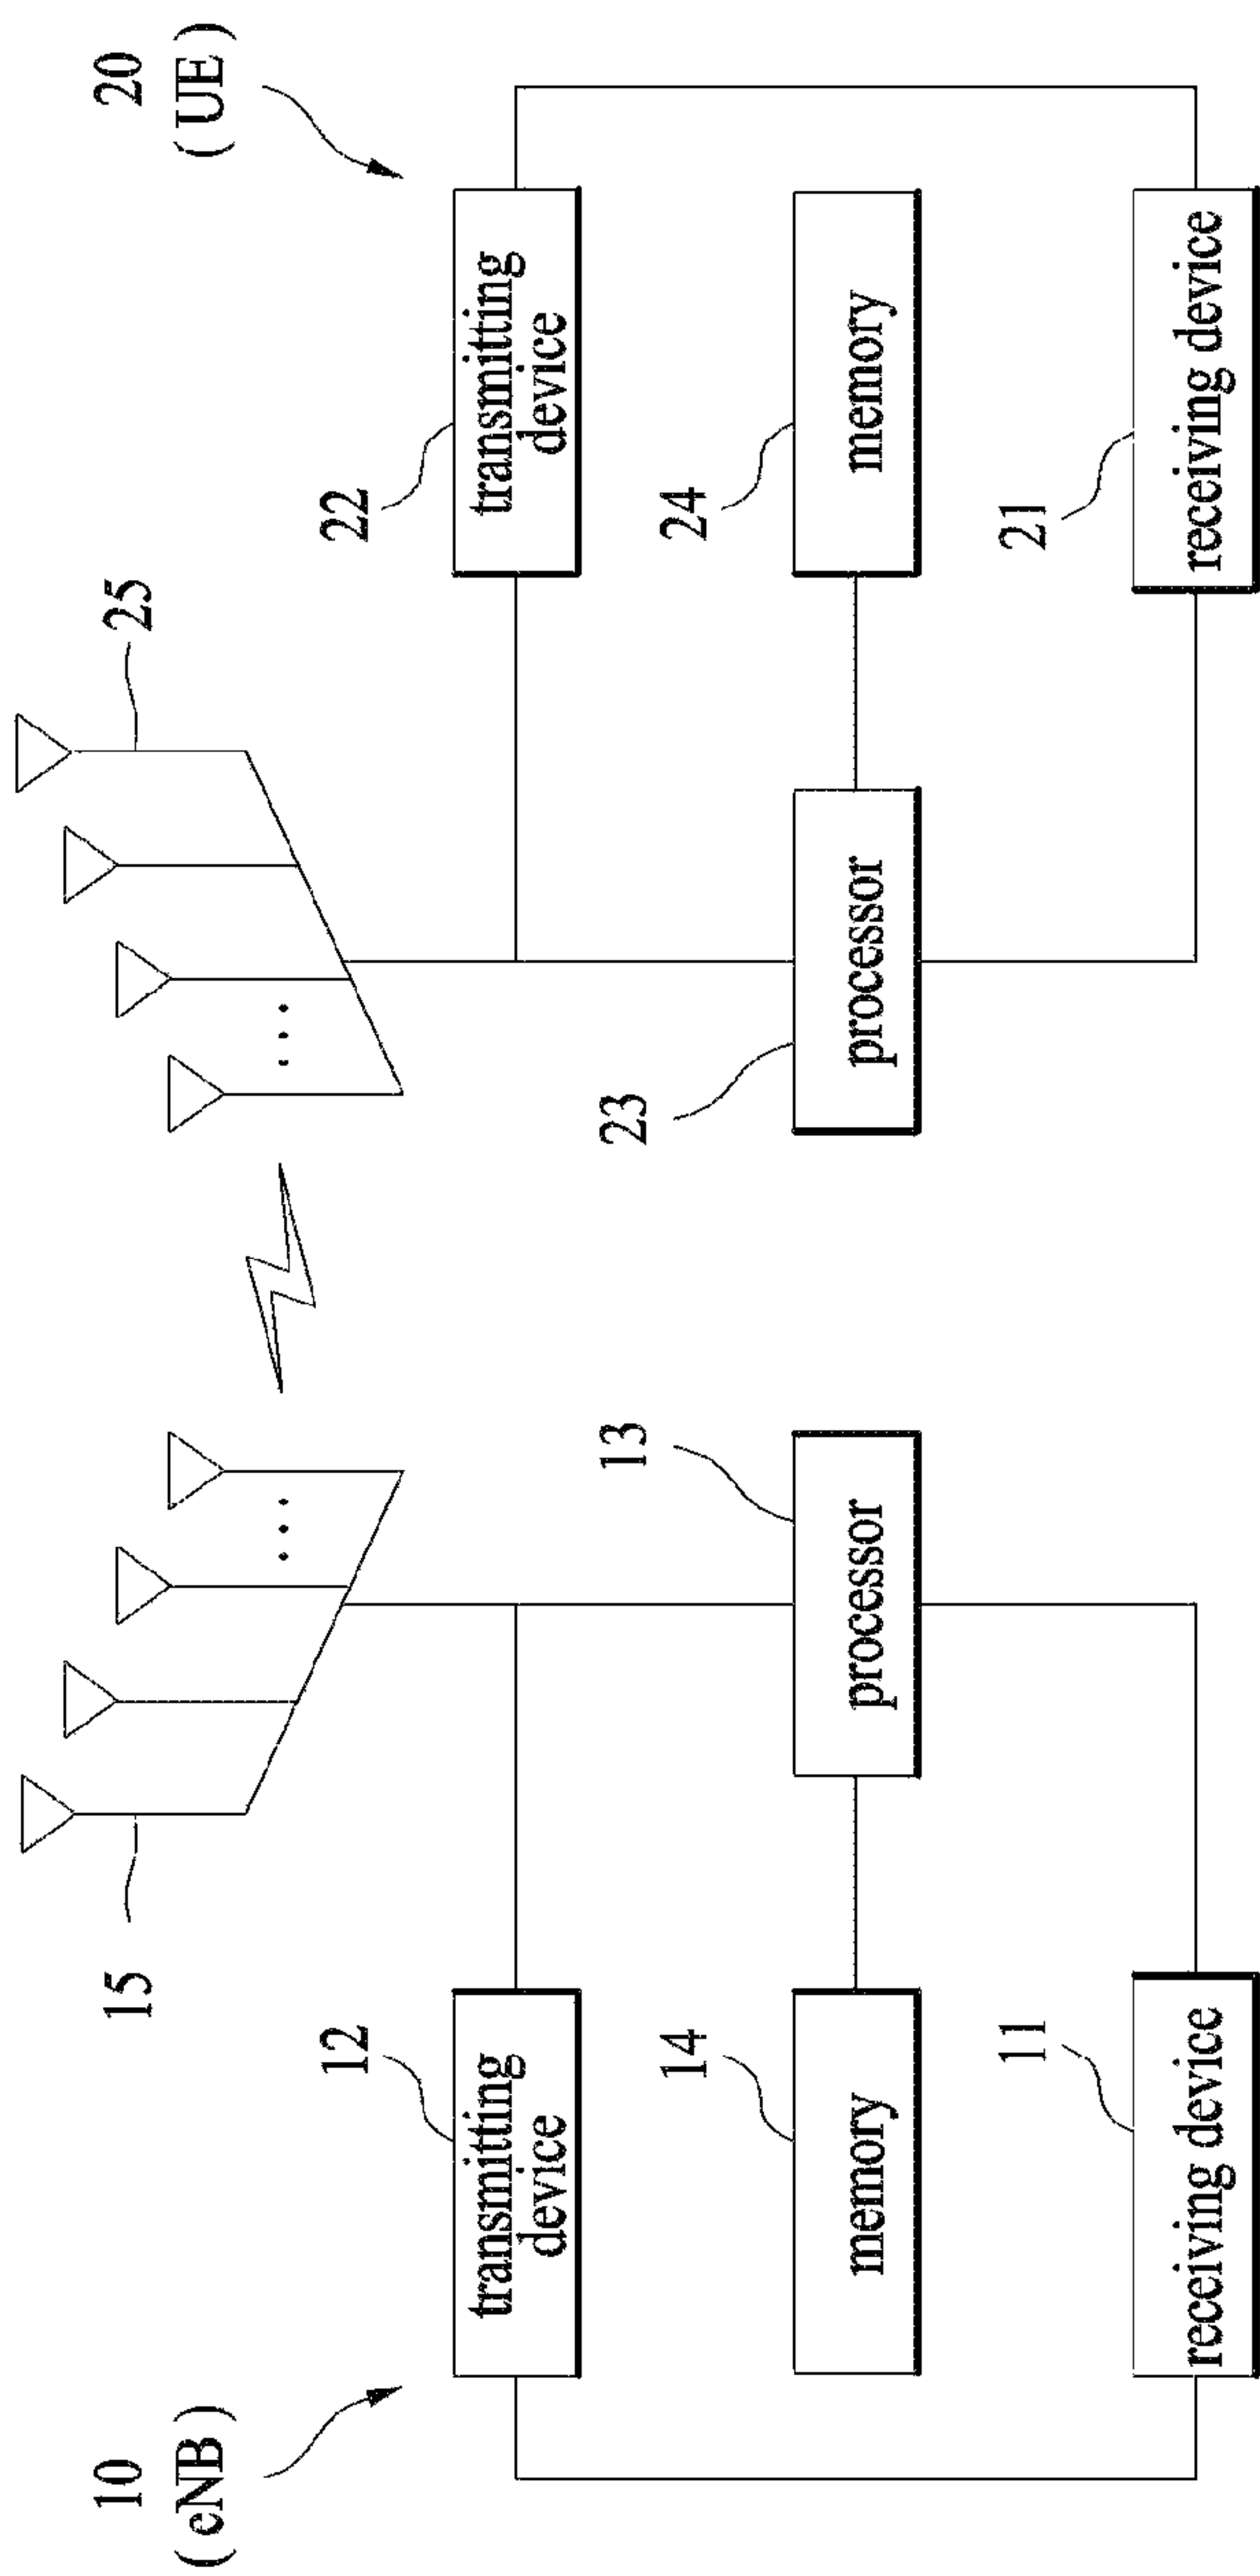 10
( eNB )
15
12
transmitting
device
14
memory
13
processor
11
receiving device
20
( UE )
25
22
transmitting
device
24
memory
23
processor
21
receiving device